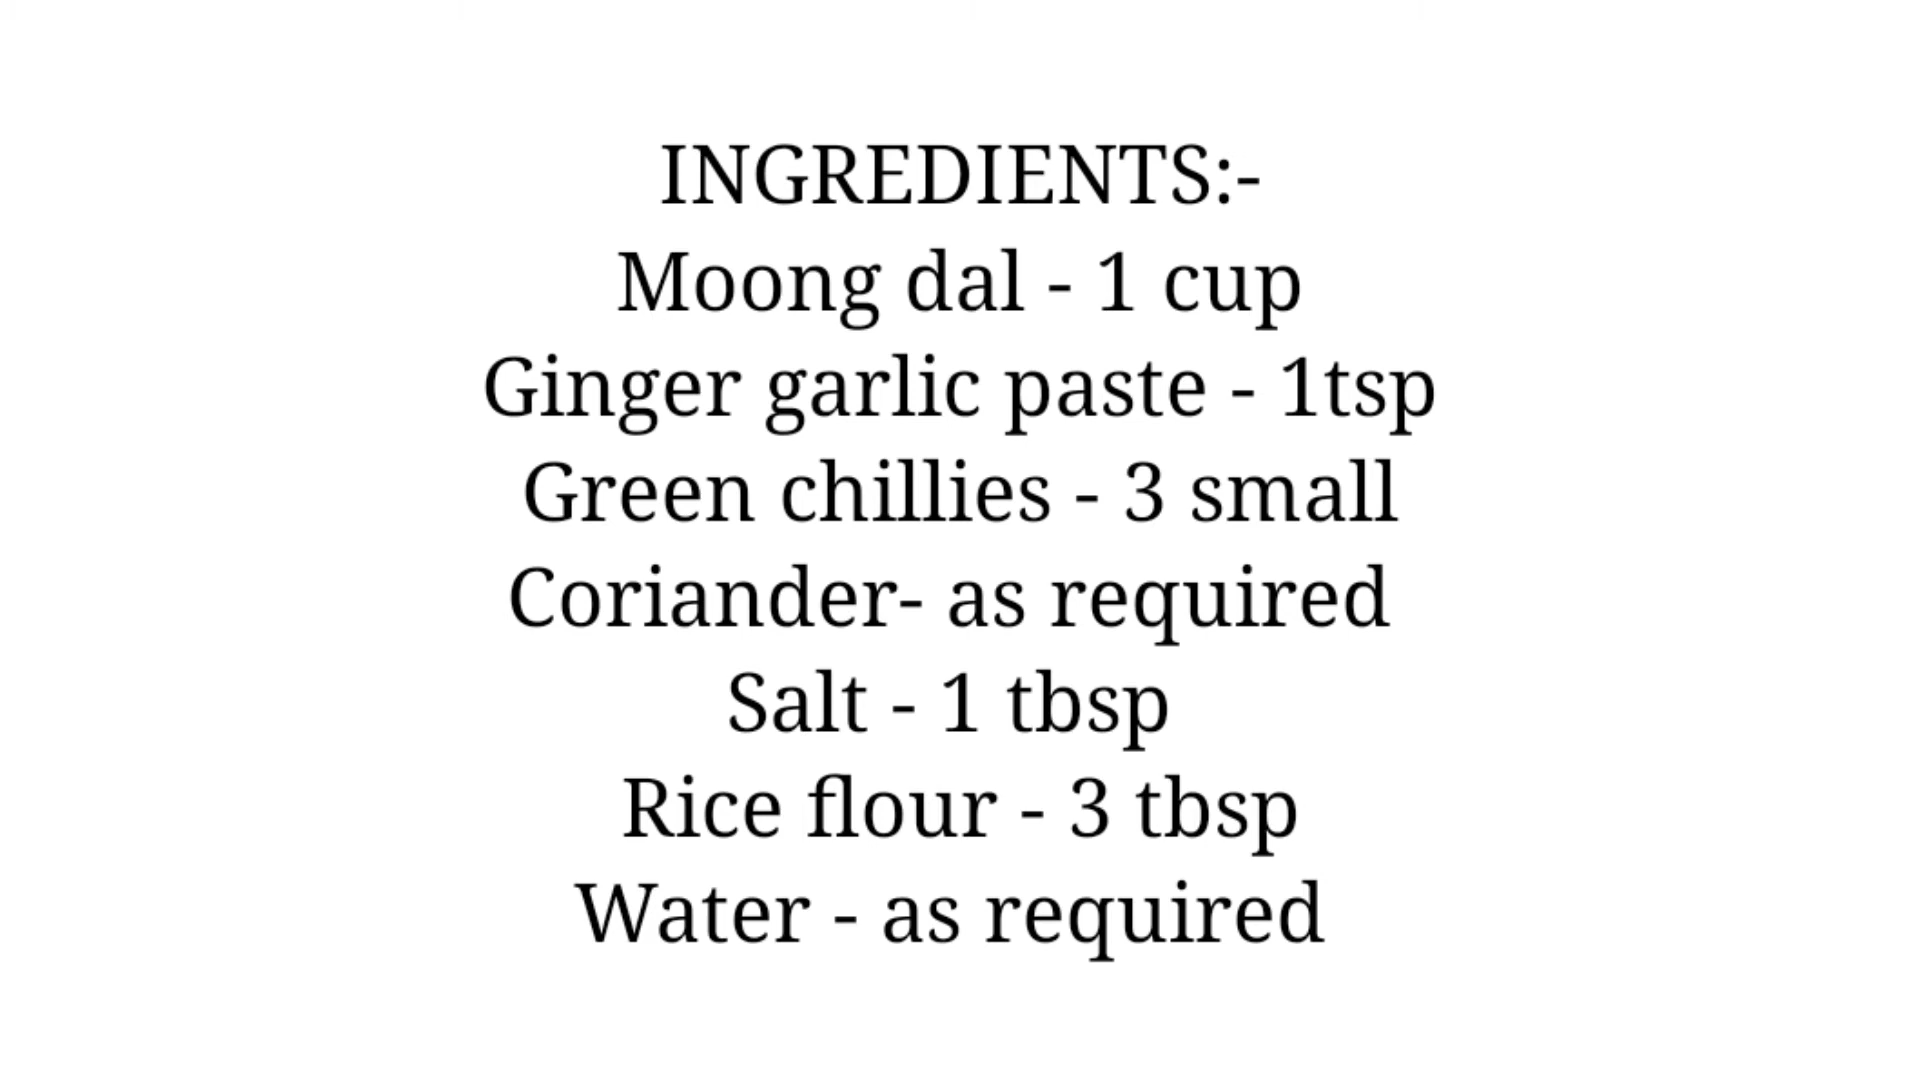 INGREDIENTS:-
Moong dal - 1 cup
Ginger garlic paste - 1tsp
Green chillies - 3 small
Coriander- as required
Salt - 1 tbsp
Rice flour - 3 tbsp
Water - as required